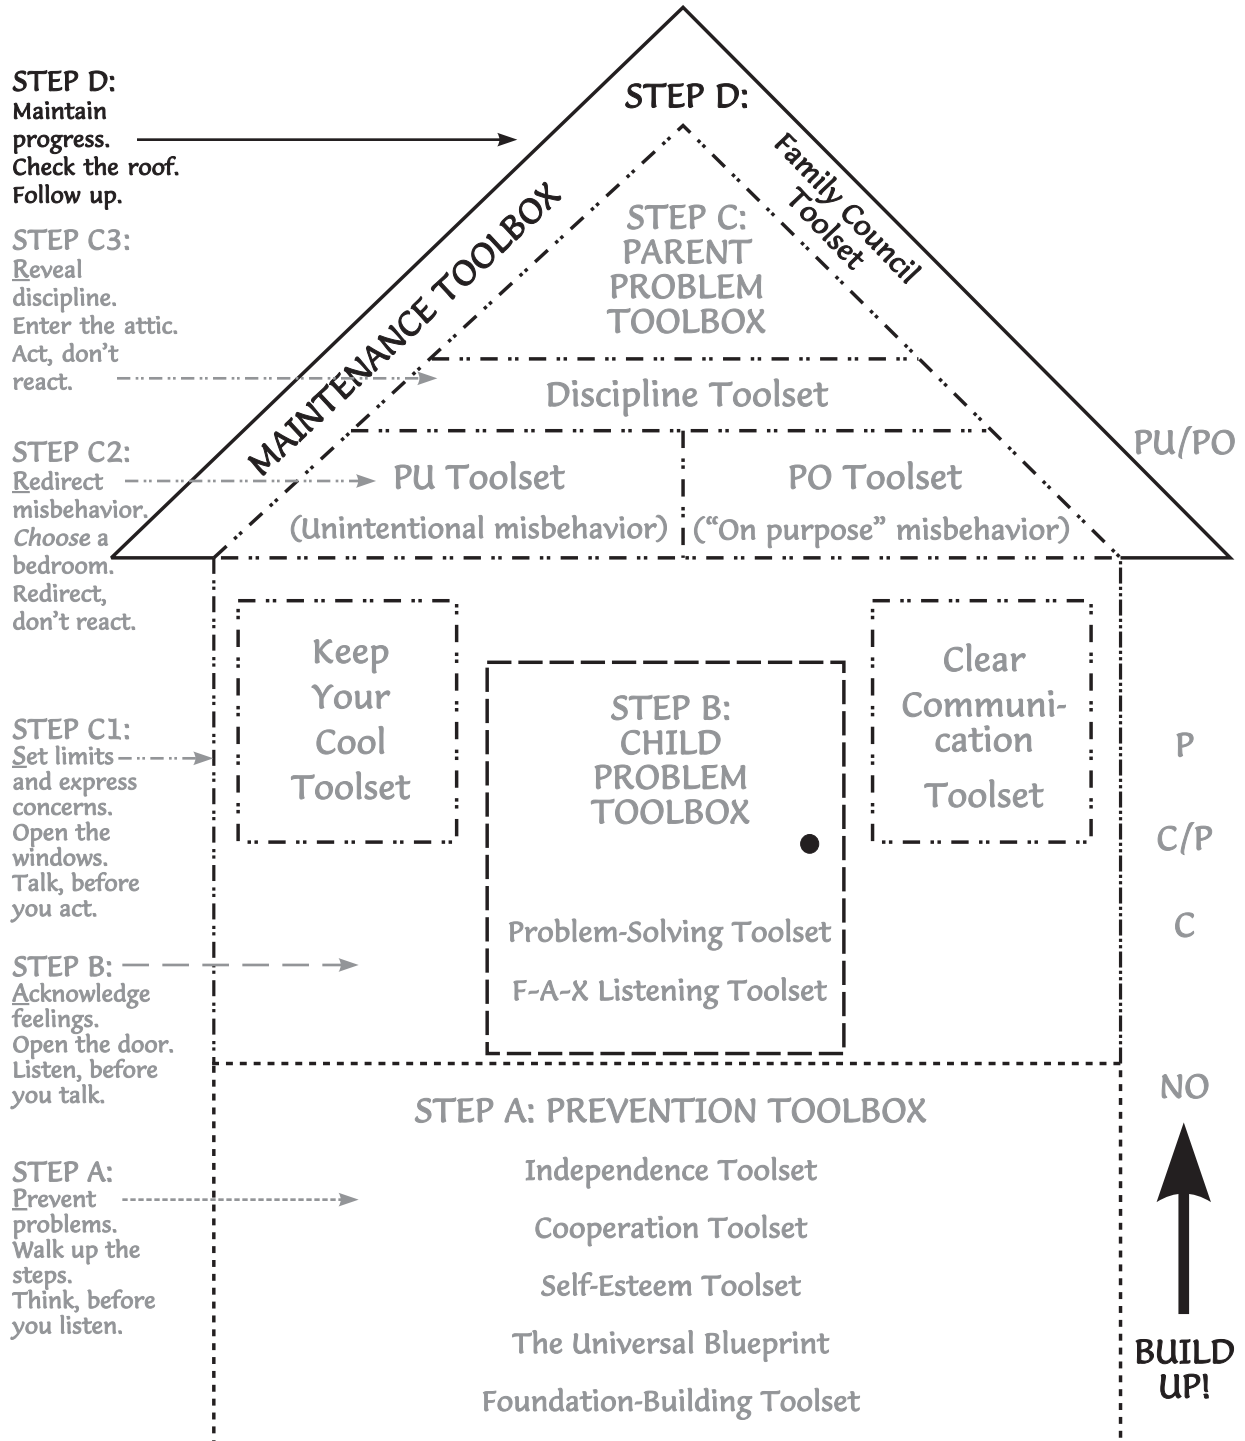 STEP D:
Maintain
progress.
Check the roof.
Follow up.
STEP C3:
Reveal
discipline.
Enter the attic.
Act, don’t
react.
STEP C2:
Redirect
misbehavior.
Choose a
bedroom.
Redirect,
don’t react.
STEP C1:
Set limits
and express
concerns.
Open the
windows.
Talk, before
you act.
STEP B:
Acknowledge
feelings.
Open the door.
Listen, before
you talk.
STEP A:
Prevent
problems.
Walk up the
steps.
Think, before
you listen.
STEP D:
MAINTENANCE TOOLBOX
Family Council
Toolset
STEP C:
PARENT
PROBLEM
TOOLBOX
Discipline Toolset
PU Toolset
(Unintentional misbehavior)
PO Toolset
(“On purpose” misbehavior)
Keep
Your
Cool
Toolset
STEP B:
CHILD
PROBLEM
TOOLBOX
Problem-Solving Toolset
F-A-X Listening Toolset
Clear
Communi-
cation
Toolset
STEP A: PREVENTION TOOLBOX
Independence Toolset
Cooperation Toolset
Self-Esteem Toolset
The Universal Blueprint
Foundation-Building Toolset
PU/PO
P
C/P
C
NO
BUILD
UP!